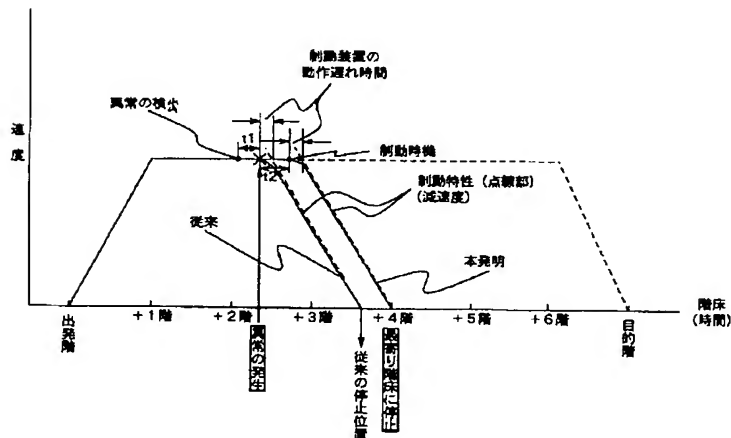 制動装置の
動作遅れ時間
異常の検出
速度
t1
制動時機
t2
制動特性（点線部）
（減速度）
従来
本発明
出発階
+1階
+2階
異常の発生
+3階
従来の停止位置
+4階
最寄り階床に停止
+5階
+6階
目的階
階床
（時間）